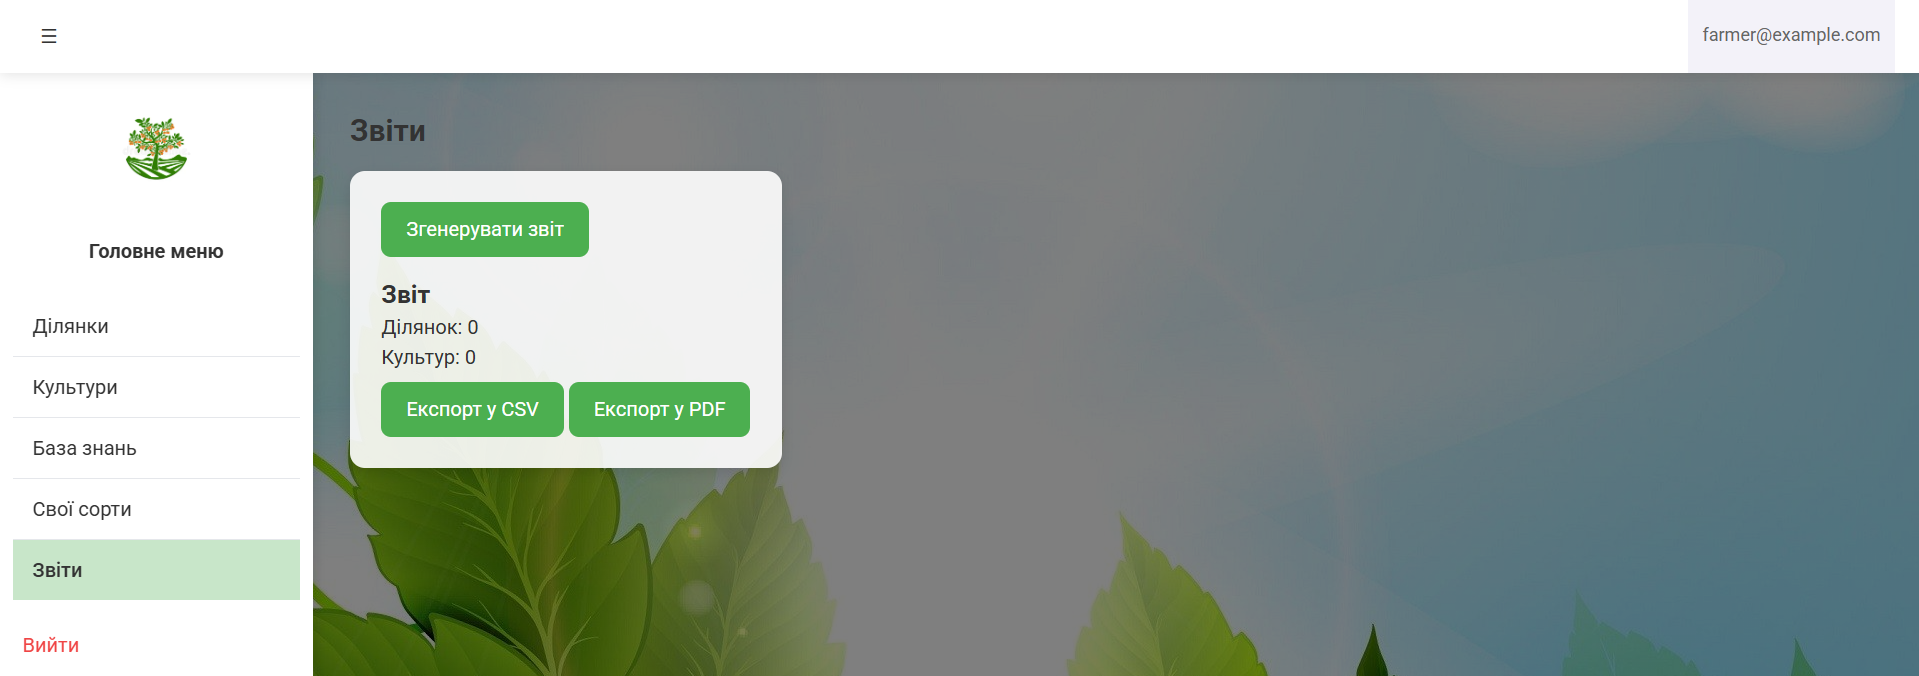 ☰
farmer@example.com
Головне меню
Ділянки
Культури
База знань
Свої сорти
Звіти
Вийти
Звіти
Згенерувати звіт
Звіт
Ділянок: 0
Культур: 0
Експорт у CSV Експорт у PDF